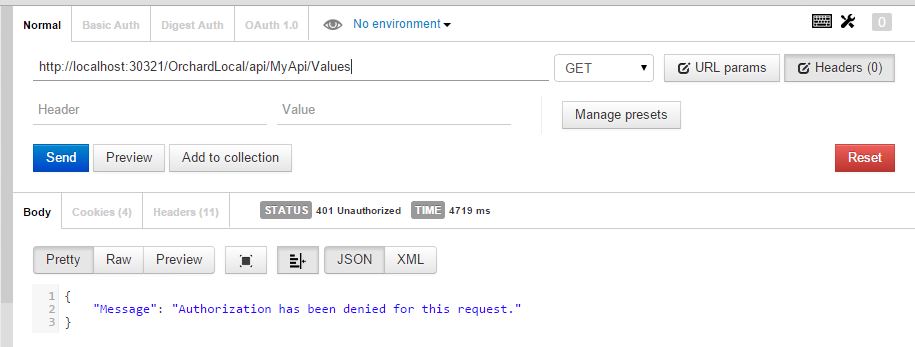 Normal Basic Auth Digest Auth OAuth 1.0 No environment 0
http://localhost:30321/OrchardLocal/api/MyApi/Values GET URL params Headers (0)
Header Value Manage presets
Send Preview Add to collection Reset
Body Cookies (4) Headers (11) STATUS 401 Unauthorized TIME 4719 ms
Pretty Raw Preview JSON XML
1 {
2 "Message": "Authorization has been denied for this request."
3 }